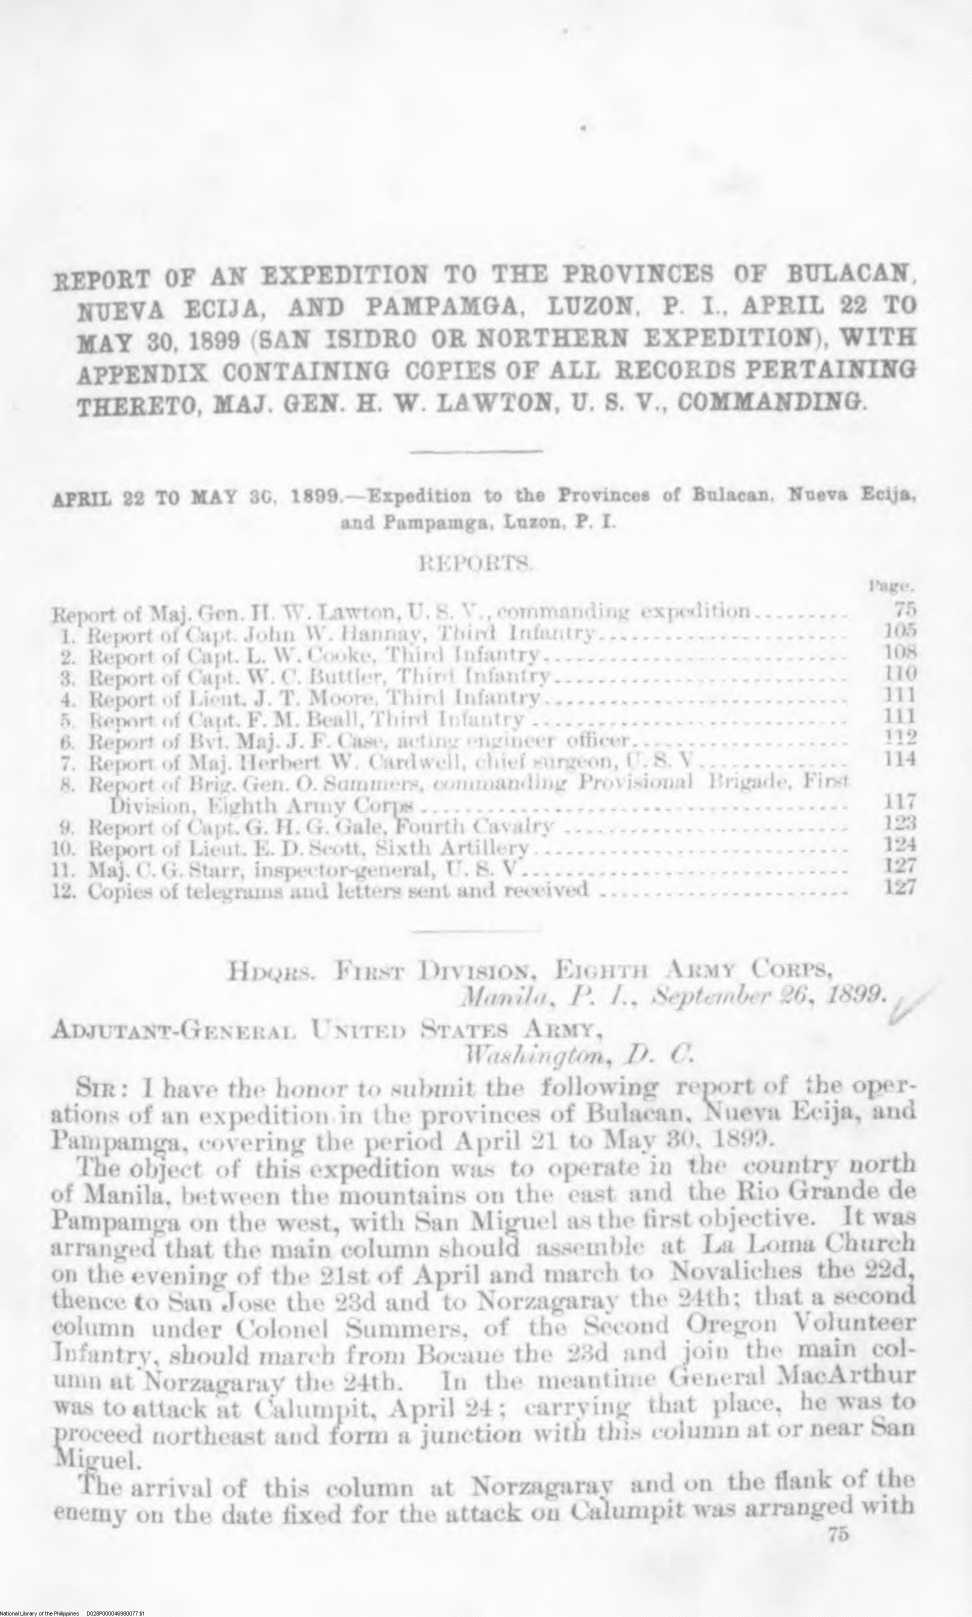 REPORT OF AN EXPEDITION TO THE PROVINCES OF BULACAN,
NUEVA ECIJA, AND PAMPAMGA, LUZON, P. I., APRIL 22 TO
MAY 30, 1899 (SAN ISIDRO OR NORTHERN EXPEDITION), WITH
APPENDIX CONTAINING COPIES OF ALL RECORDS PERTAINING
THERETO, MAJ. GEN. H. W. LAWTON, U. S. V., COMMANDING.
APRIL 22 TO MAY 30, 1899.—Expedition to the Provinces of Bulacan, Nueva Ecija,
and Pampamga, Luzon, P. I.
REPORTS.
Page.
Report of Maj. Gen. H. W. Lawton, U. S. V., commanding expedition.......... 75
1. Report of Capt. John W. Hannay, Third Infantry.......................... 105
2. Report of Capt. L. W. Cooke, Third Infantry............................. 108
3. Report of Capt. W. C. Buttler, Third Infantry........................... 110
4. Report of Lieut. J. T. Moore, Third Infantry............................ 111
5. Report of Capt. F. M. Beall, Third Infantry ............................ 111
6. Report of Bvt. Maj. J. F. Case, acting engineer officer................. 112
7. Report of Maj. Herbert W. Cardwell, chief surgeon, U. S. V.............. 114
8. Report of Brig. Gen. O. Summers, commanding Provisional Brigade, First
Division, Eighth Army Corps ............................................ 117
9. Report of Capt. G. H. G. Gale, Fourth Cavalry .......................... 123
10. Report of Lieut. E. D. Scott, Sixth Artillery.......................... 124
11. Maj. C. G. Starr, inspector-general, U. S. V........................... 127
12. Copies of telegrams and letters sent and received ..................... 127
HDQRS. FIRST DIVISION, EIGHTH ARMY CORPS,
Manila, P. I., September 26, 1899.
ADJUTANT-GENERAL UNITED STATES ARMY,
Washington, D. C.
SIR: I have the honor to submit the following report of the oper-
ations of an expedition in the provinces of Bulacan, Nueva Ecija, and
Pampamga, covering the period April 21 to May 30, 1899.
The object of this expedition was to operate in the country north
of Manila, between the mountains on the east and the Rio Grande de
Pampamga on the west, with San Miguel as the first objective. It was
arranged that the main column should assemble at La Loma Church
on the evening of the 21st of April and march to Novaliches the 22d,
thence to San Jose the 23d and to Norzagaray the 24th; that a second
column under Colonel Summers, of the Second Oregon Volunteer
Infantry, should march from Bocaue the 23d and join the main col-
umn at Norzagaray the 24th. In the meantime General MacArthur
was to attack at Calumpit, April 24; carrying that place, he was to
proceed northeast and form a junction with this column at or near San
Miguel.
The arrival of this column at Norzagaray and on the flank of the
enemy on the date fixed for the attack on Calumpit was arranged with
75
National Library of the Philippines D028P000046980077.tif